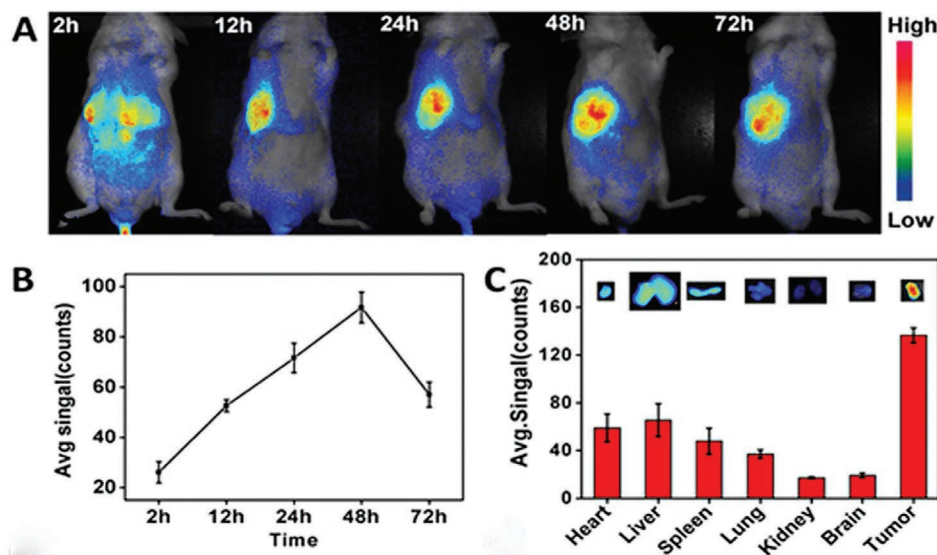 A
2h
12h
24h
48h
72h
High
Low
B
Avg singal(counts)
100
80
60
40
20
2h
12h
24h
48h
72h
Time
C
Avg.Singal(counts)
200
160
120
80
40
0
Heart
Liver
Spleen
Lung
Kidney
Brain
Tumor